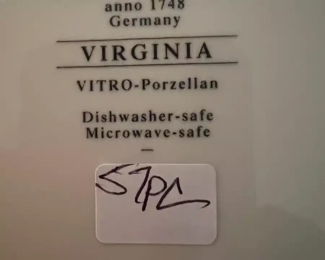 anno 1748
Germany
VIRGINIA
VITRO-Porzellan
Dishwasher-safe
Microwave-safe
57pc